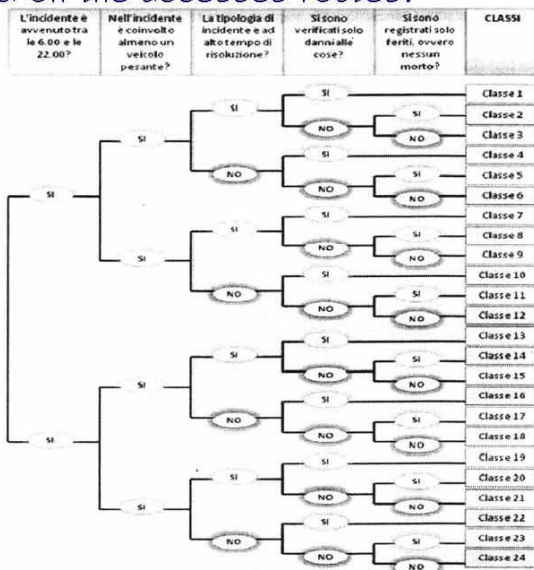 on the accessed routes.
L'incidente è
avvenuto tra
le 6.00 e le
22.00?
Nell'incidente
è coinvolto
almeno un
veicolo
pesante?
La tipologia di
incidente è ad
alto tempo di
risoluzione?
Si sono
verificati solo
danni alle
cose?
Si sono
registrati solo
feriti, ovvero
nessun
morto?
CLASSI
SI Classe 1
SI
SI Classe 2
NO
NO Classe 3
SI
SI Classe 4
NO SI Classe 5
NO
SI NO Classe 6
SI Classe 7
SI SI Classe 8
NO
NO Classe 9
SI
SI Classe 10
NO SI Classe 11
NO NO Classe 12
SI Classe 13
SI SI Classe 14
NO
NO Classe 15
SI
SI Classe 16
NO SI Classe 17
NO
SI NO Classe 18
SI Classe 19
SI SI Classe 20
NO NO Classe 21
SI
SI Classe 22
NO SI Classe 23
NO
NO Classe 24